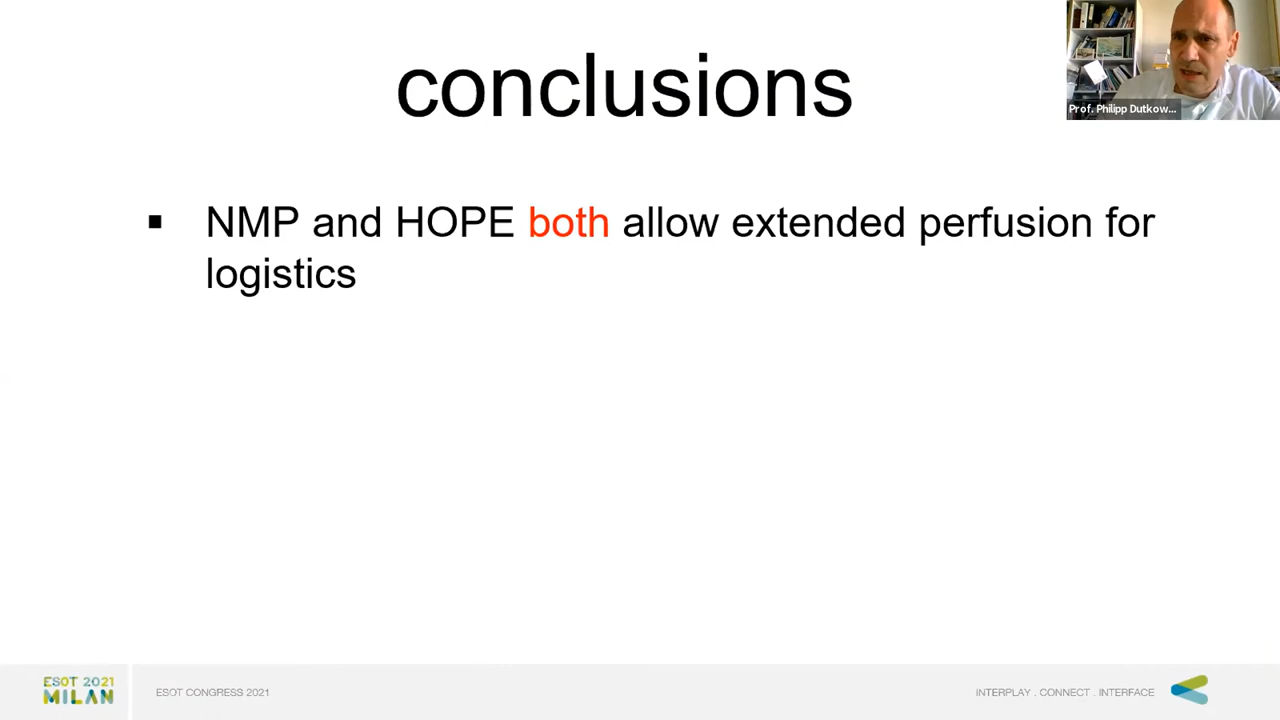 conclusions
Prof. Philipp Dutkow...
▪ NMP and HOPE both allow extended perfusion for
logistics
ESOT 2021
MILAN
ESOT CONGRESS 2021
INTERPLAY . CONNECT . INTERFACE